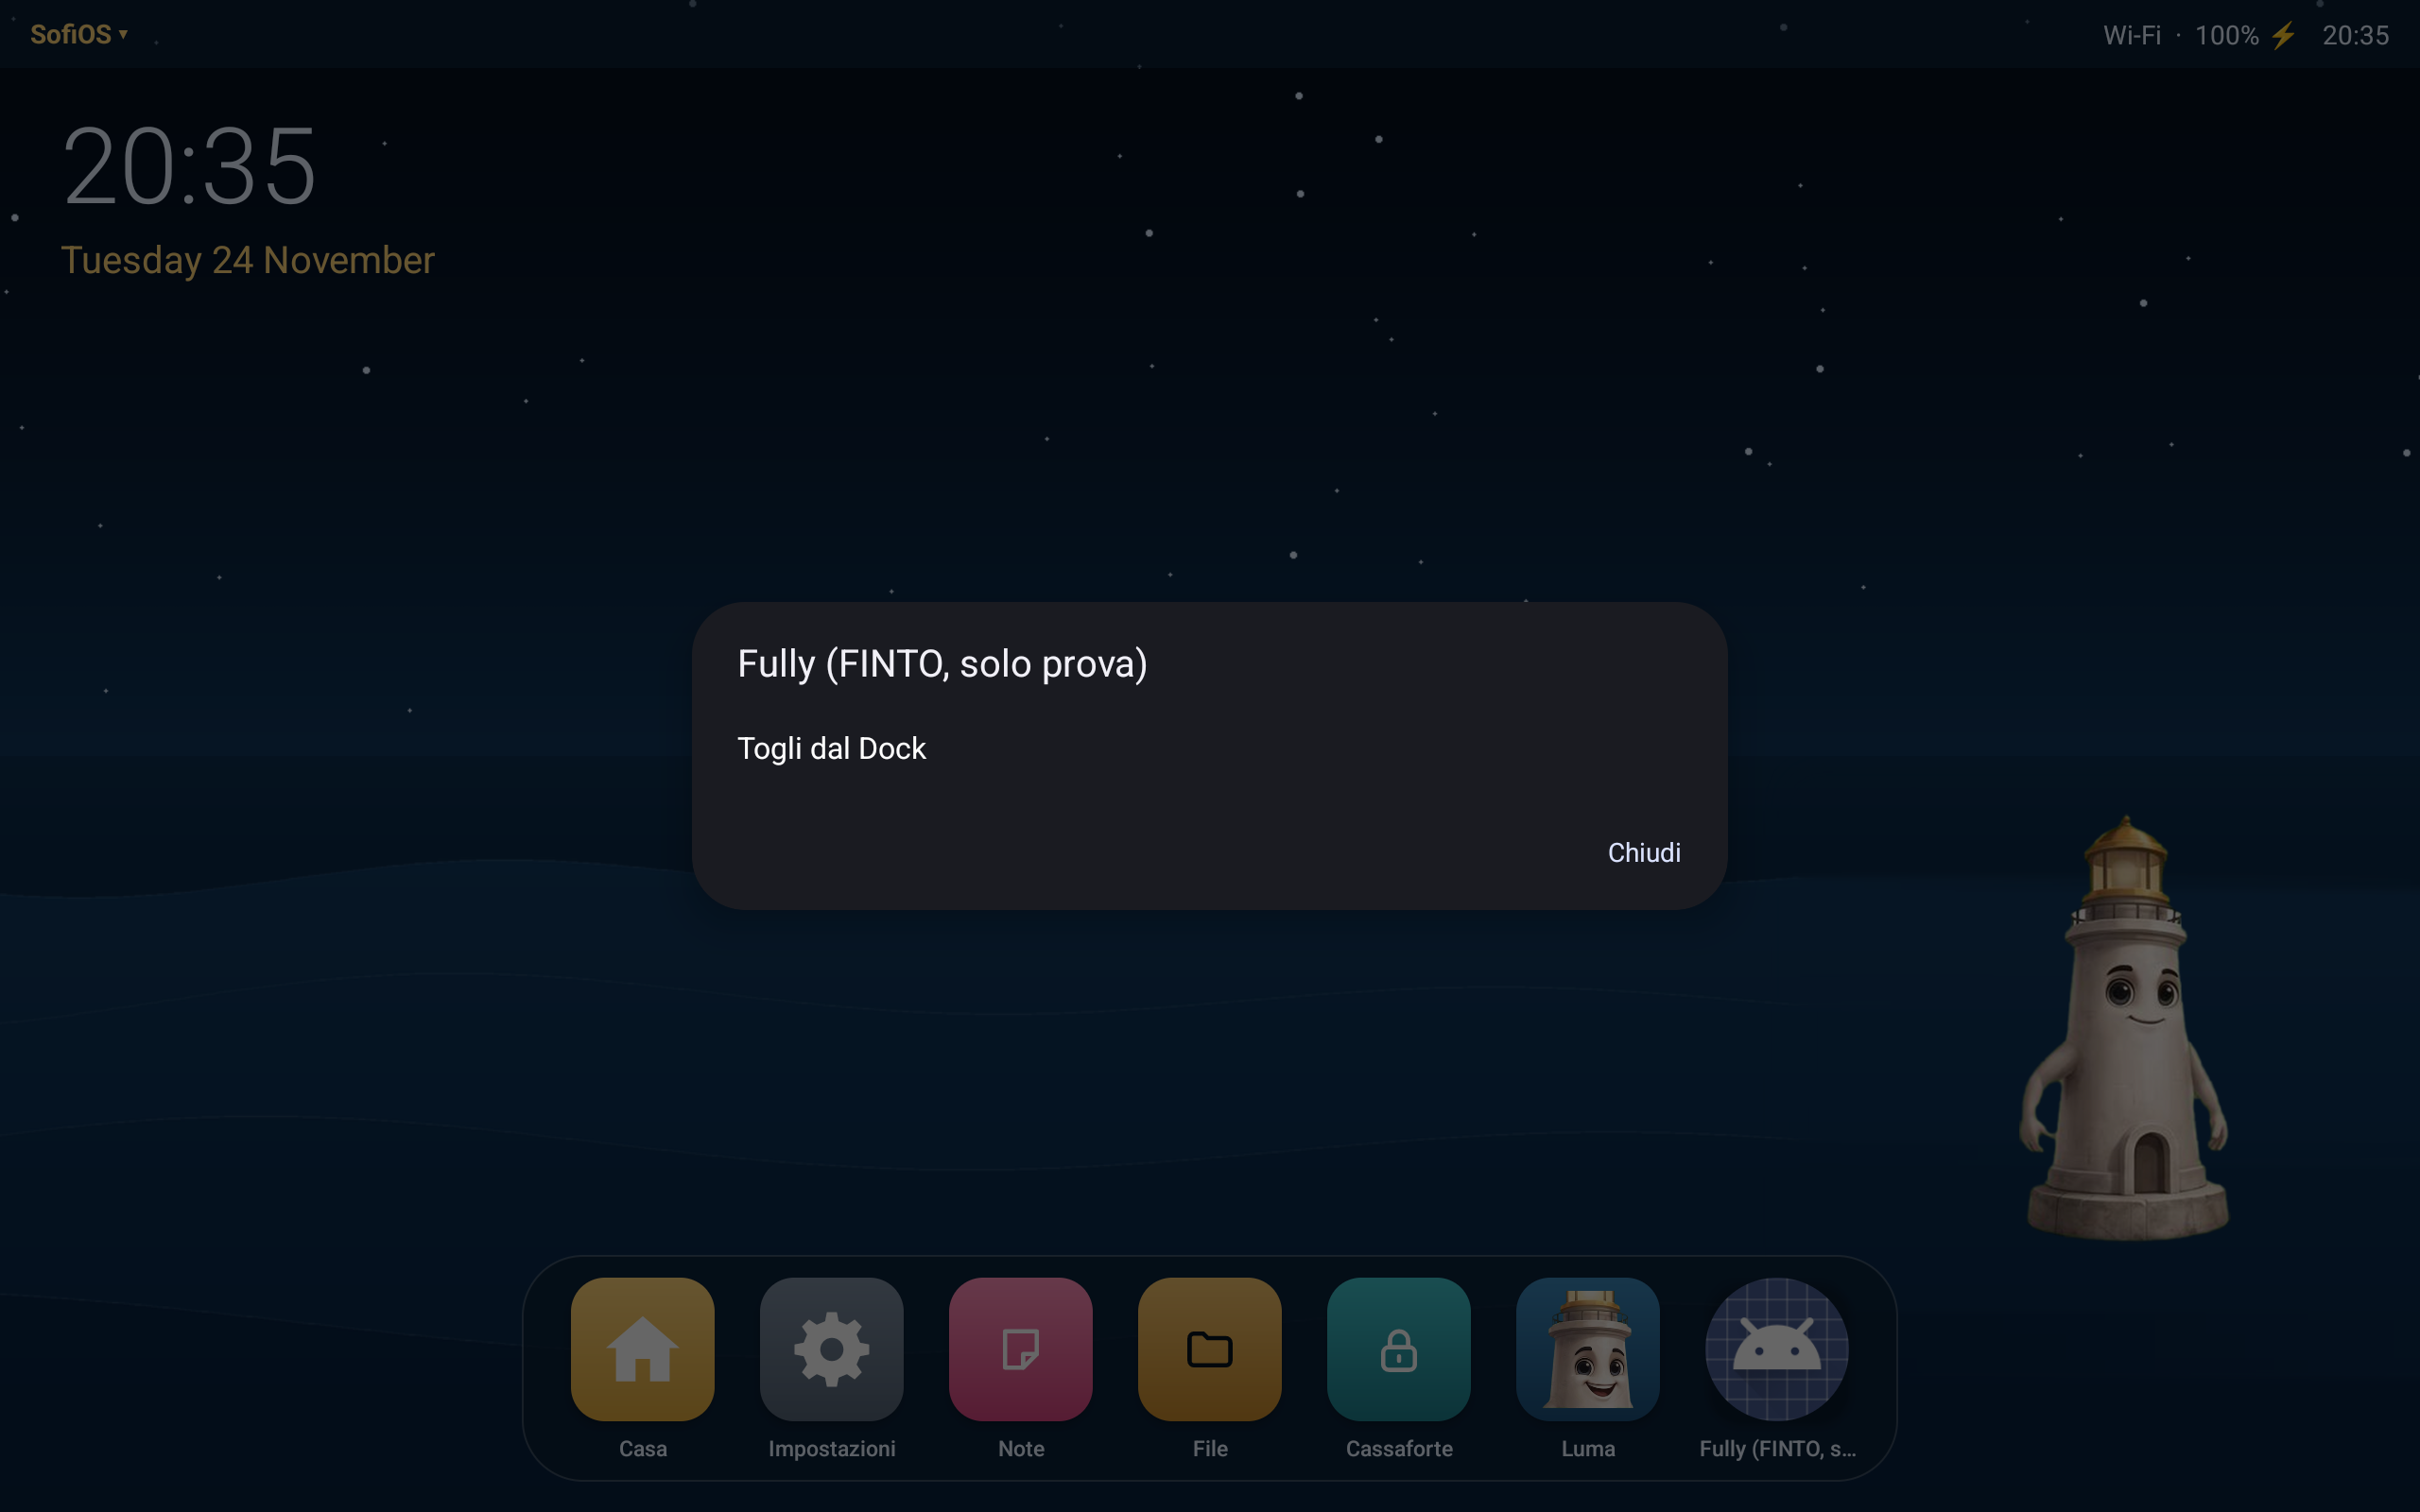 SofiOS ▾
Wi-Fi · 100% ⚡ 20:35
20:35
Tuesday 24 November
Fully (FINTO, solo prova)
Togli dal Dock
Chiudi
Casa
Impostazioni
Note
File
Cassaforte
Luma
Fully (FINTO, s...